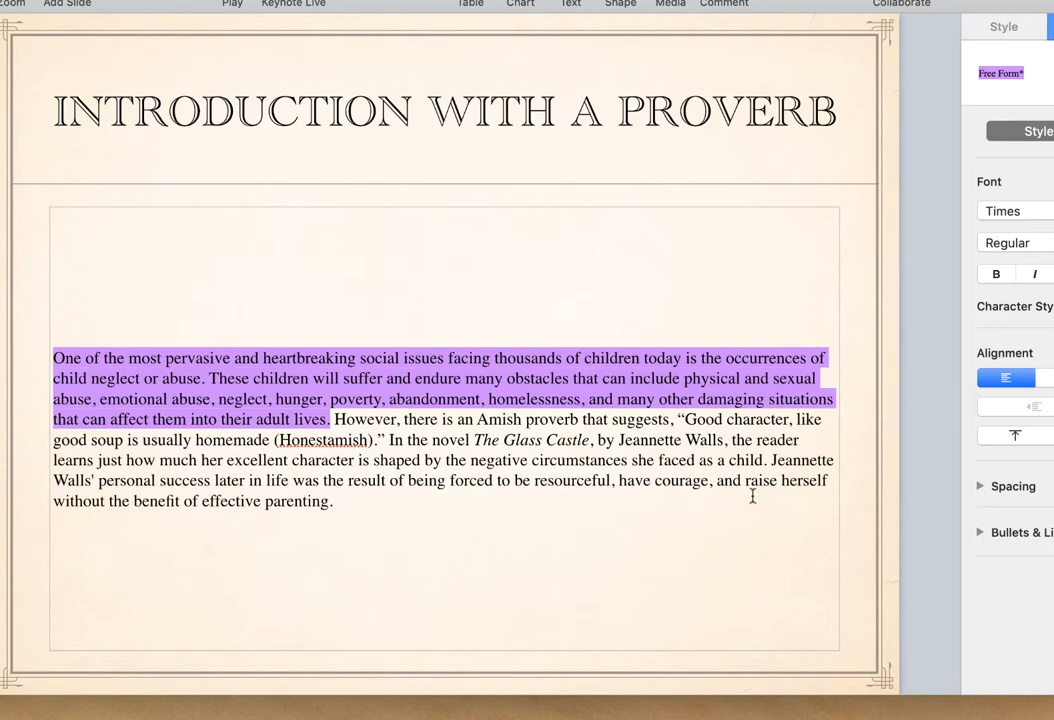 Zoom Add Slide Play Keynote Live Table Chart Text Shape Media Comment Collaborate
Style
Free Form*
INTRODUCTION WITH A PROVERB
Style
Font
Times
Regular
B I
Character Sty
Alignment
Spacing
Bullets & Li
One of the most pervasive and heartbreaking social issues facing thousands of children today is the occurrences of
child neglect or abuse. These children will suffer and endure many obstacles that can include physical and sexual
abuse, emotional abuse, neglect, hunger, poverty, abandonment, homelessness, and many other damaging situations
that can affect them into their adult lives. However, there is an Amish proverb that suggests, “Good character, like
good soup is usually homemade (Honestamish).” In the novel The Glass Castle, by Jeannette Walls, the reader
learns just how much her excellent character is shaped by the negative circumstances she faced as a child. Jeannette
Walls' personal success later in life was the result of being forced to be resourceful, have courage, and raise herself
without the benefit of effective parenting.